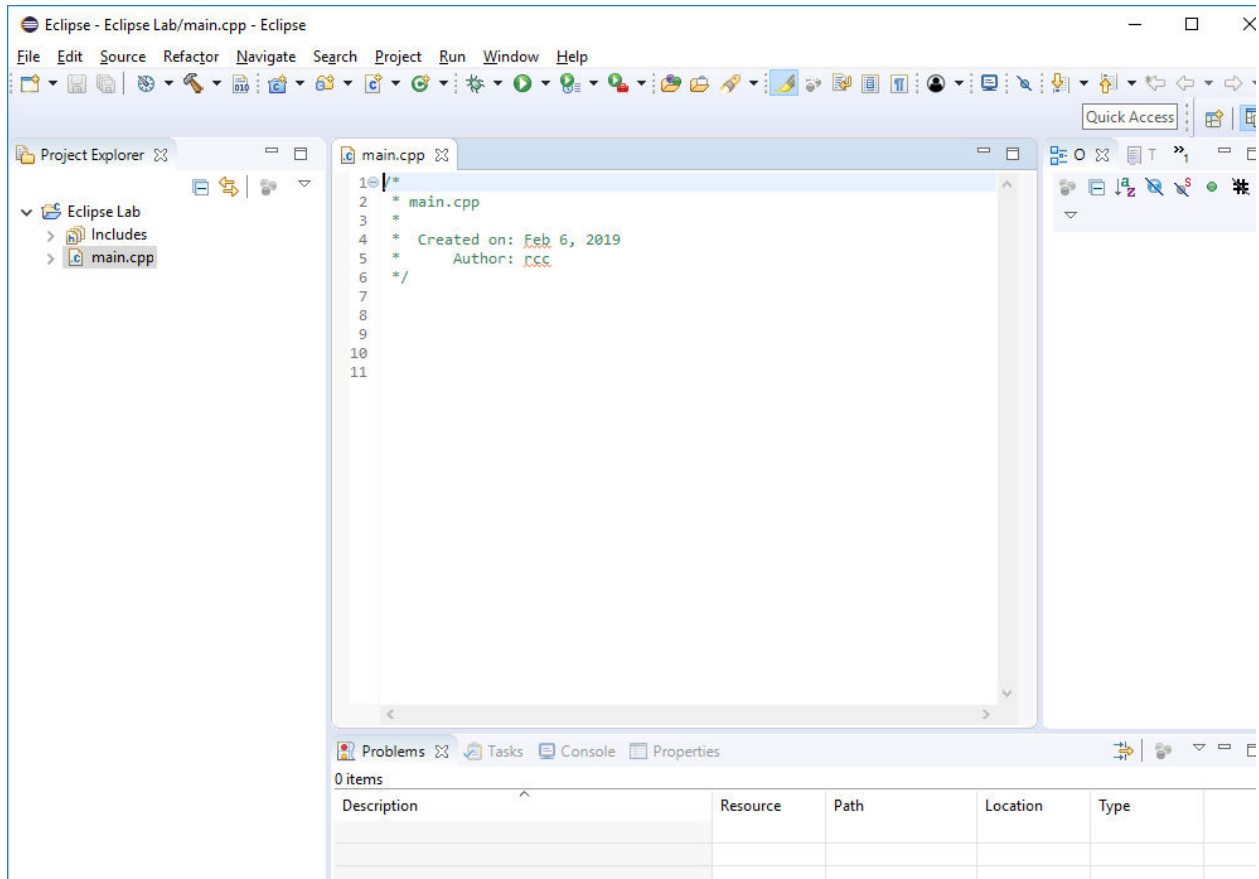 Eclipse - Eclipse Lab/main.cpp - Eclipse
File Edit Source Refactor Navigate Search Project Run Window Help
010
Quick Access
Project Explorer
main.cpp
O T »1
Eclipse Lab
Includes
main.cpp
1 /*
2 * main.cpp
3 *
4 *  Created on: Feb 6, 2019
5 *      Author: rcc
6 */
7
8
9
10
11
Problems Tasks Console Properties
0 items
Description Resource Path Location Type